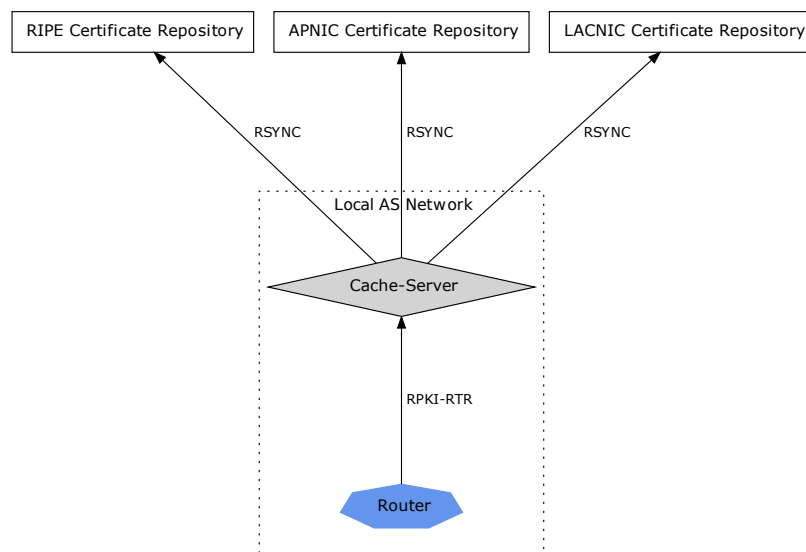 RIPE Certificate Repository
APNIC Certificate Repository
LACNIC Certificate Repository
RSYNC
RSYNC
RSYNC
Local AS Network
Cache-Server
RPKI-RTR
Router